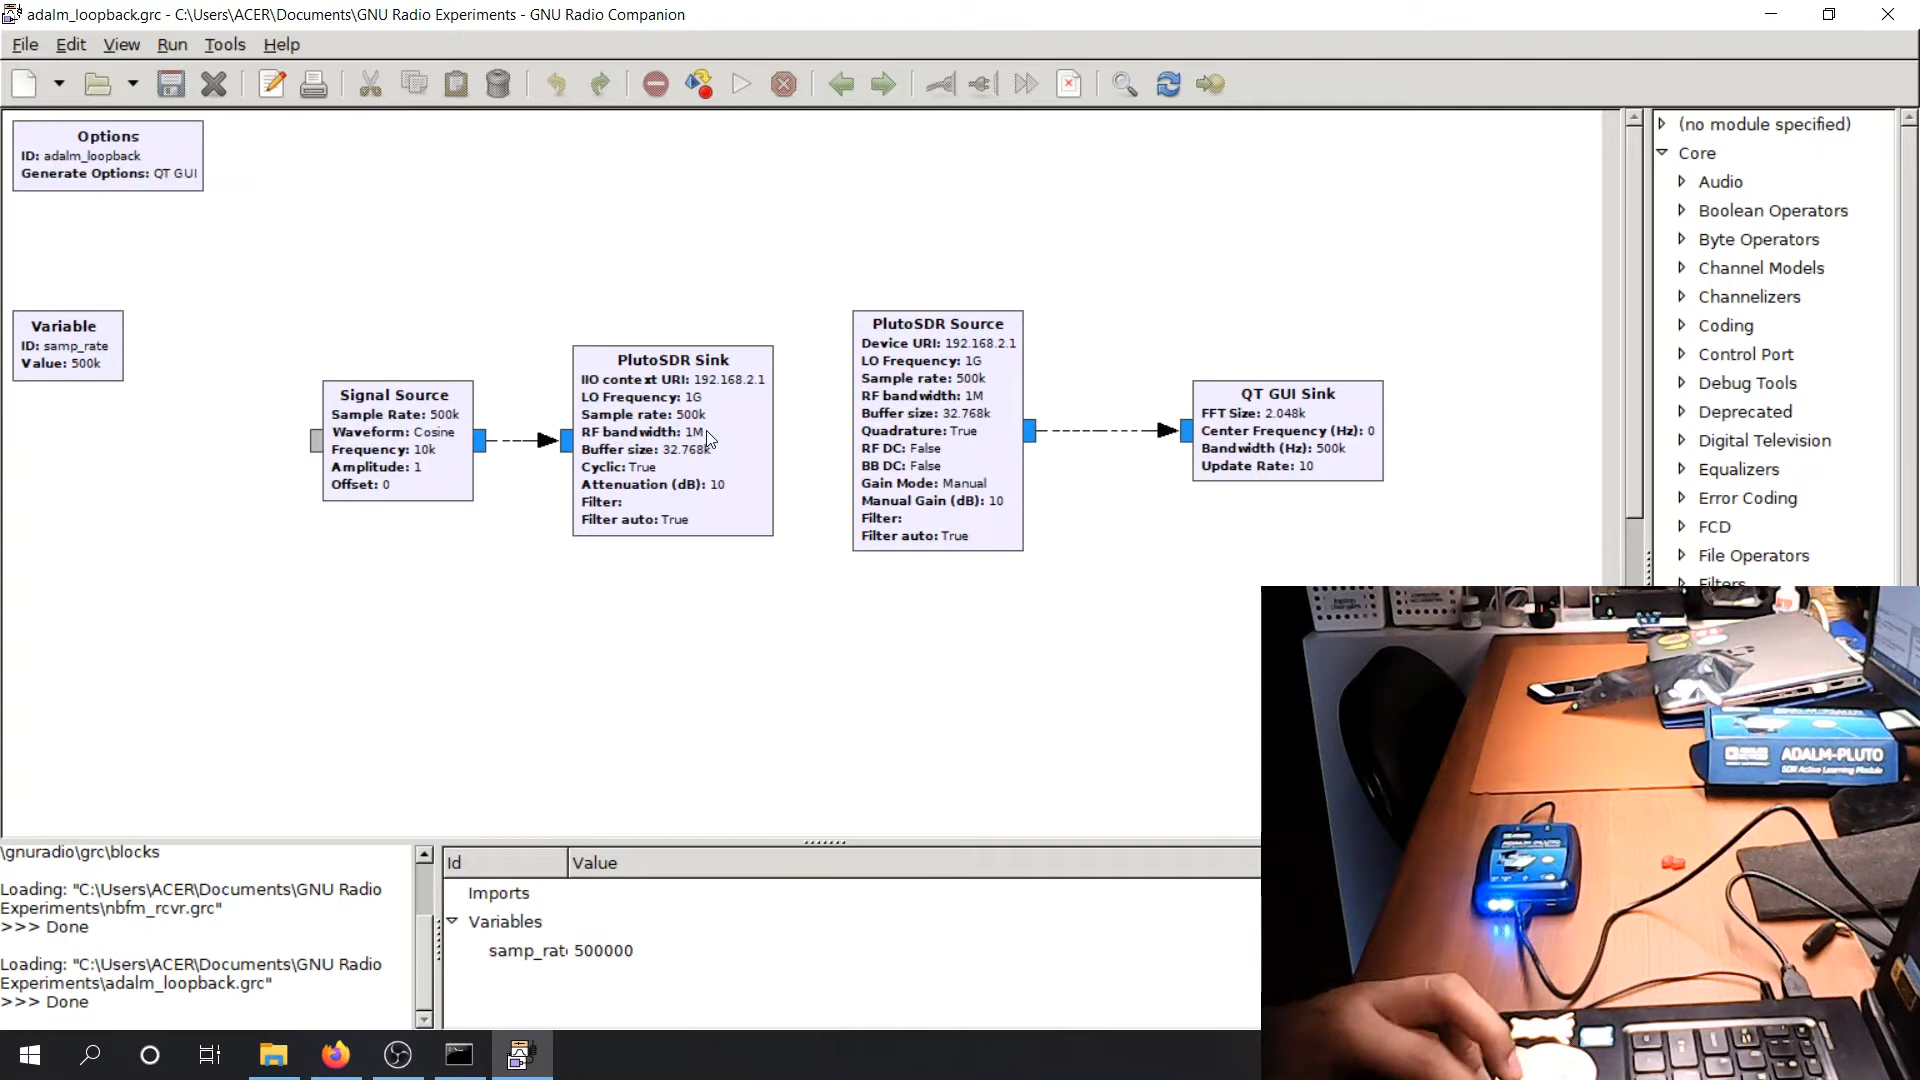 adalm_loopback.grc - C:\Users\ACER\Documents\GNU Radio Experiments - GNU Radio Companion
File Edit View Run Tools Help
Options
ID: adalm_loopback
Generate Options: QT GUI
Variable
ID: samp_rate
Value: 500k
Signal Source
Sample Rate: 500k
Waveform: Cosine
Frequency: 10k
Amplitude: 1
Offset: 0
PlutoSDR Sink
IIO context URI: 192.168.2.1
LO Frequency: 1G
Sample rate: 500k
RF bandwidth: 1M
Buffer size: 32.768k
Cyclic: True
Attenuation (dB): 10
Filter:
Filter auto: True
PlutoSDR Source
Device URI: 192.168.2.1
LO Frequency: 1G
Sample rate: 500k
RF bandwidth: 1M
Buffer size: 32.768k
Quadrature: True
RF DC: False
BB DC: False
Gain Mode: Manual
Manual Gain (dB): 10
Filter:
Filter auto: True
QT GUI Sink
FFT Size: 2.048k
Center Frequency (Hz): 0
Bandwidth (Hz): 500k
Update Rate: 10
(no module specified)
Core
Audio
Boolean Operators
Byte Operators
Channel Models
Channelizers
Coding
Control Port
Debug Tools
Deprecated
Digital Television
Equalizers
Error Coding
FCD
File Operators
Filters
\gnuradio\grc\blocks
Loading: "C:\Users\ACER\Documents\GNU Radio
Experiments\nbfm_rcvr.grc"
>>> Done
Loading: "C:\Users\ACER\Documents\GNU Radio
Experiments\adalm_loopback.grc"
>>> Done
Id Value
Imports
Variables
samp_rat 500000
ADALM-PLUTO
SDR Active Learning Module
ADALM-PLUTO